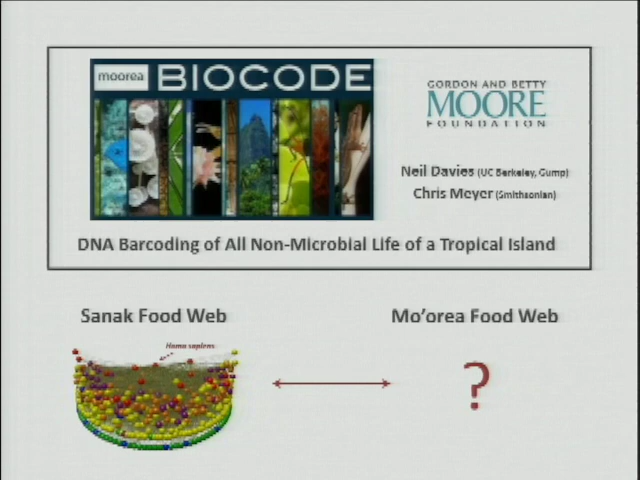 moorea BIOCODE
GORDON AND BETTY
MOORE
FOUNDATION
Neil Davies (UC Berkeley, Gump)
Chris Meyer (Smithsonian)
DNA Barcoding of All Non-Microbial Life of a Tropical Island
Sanak Food Web
Mo'orea Food Web
Homo sapiens
?